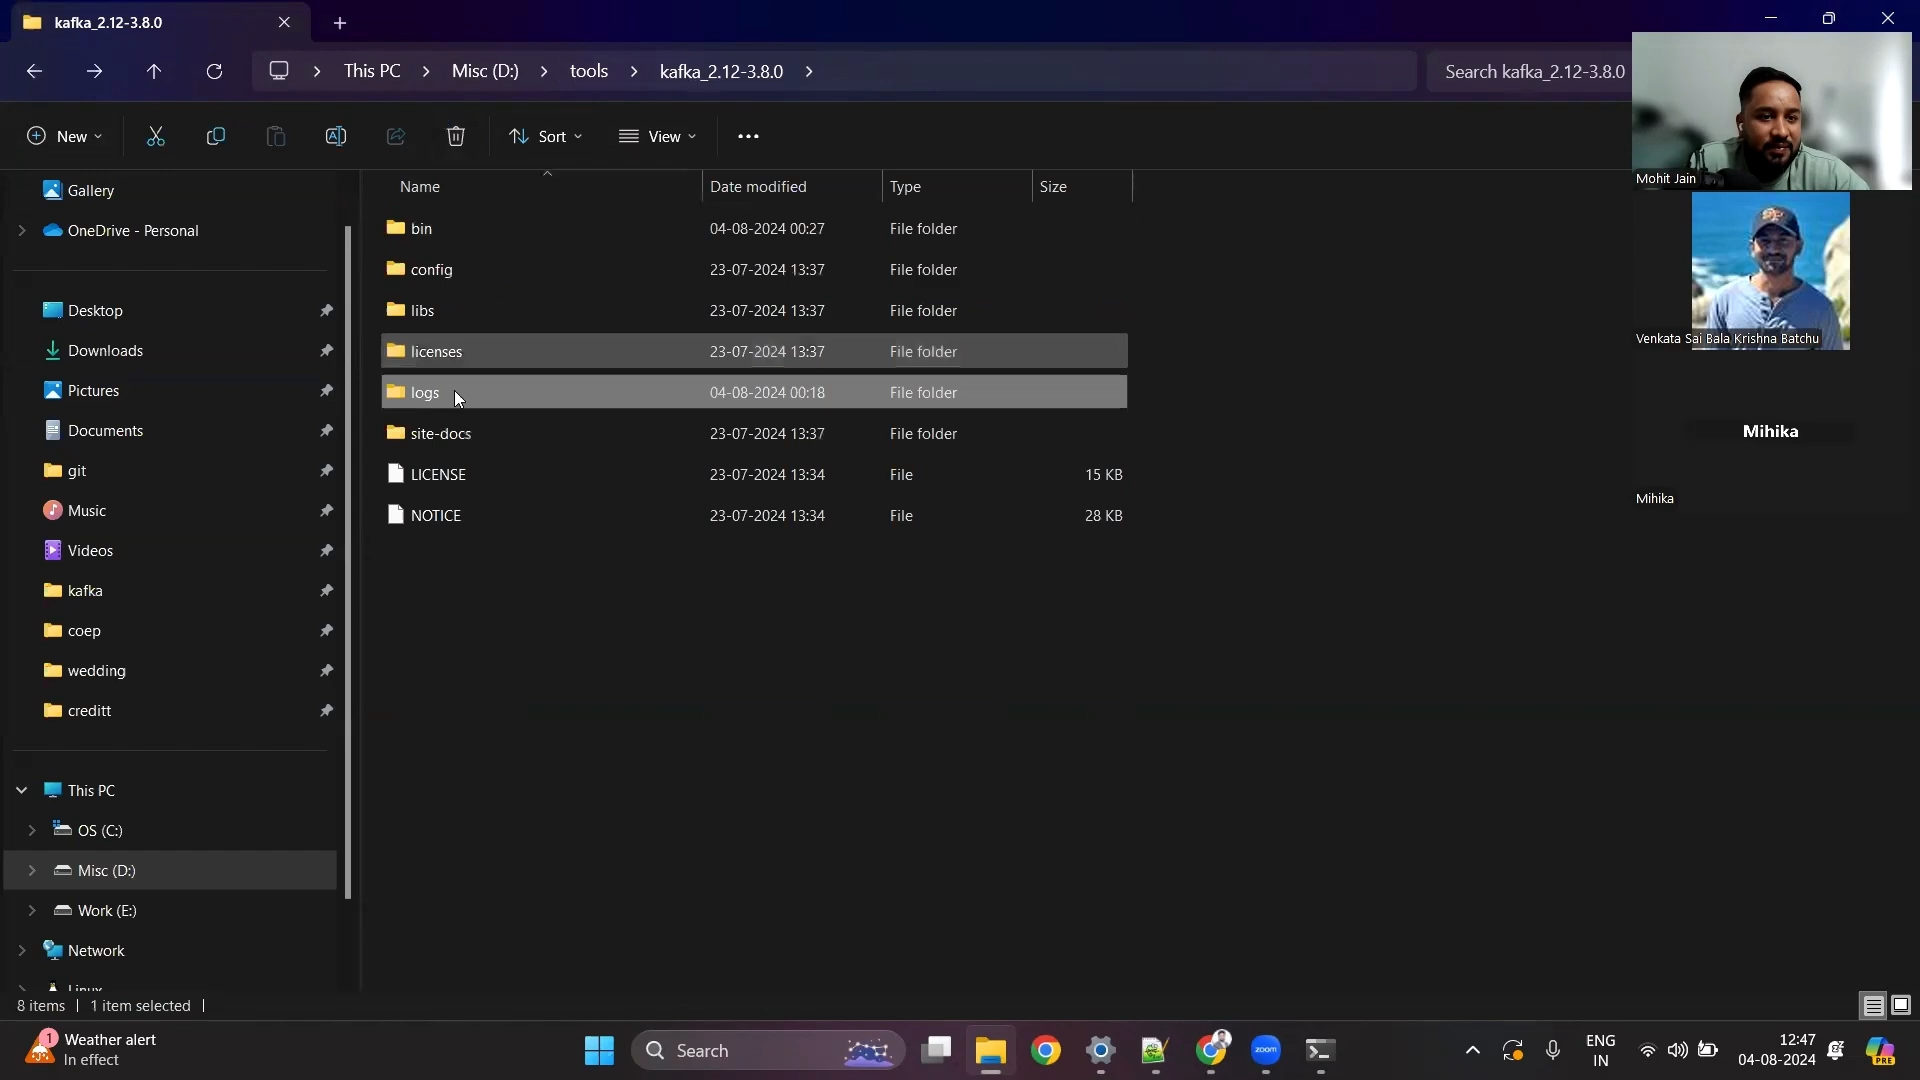 kafka_2.12-3.8.0
This PC
Misc (D:)
tools
kafka_2.12-3.8.0
Search kafka_2.12-3.8.0
New
Sort
View
Name
Date modified
Type
Size
bin
04-08-2024 00:27
File folder
config
23-07-2024 13:37
File folder
libs
23-07-2024 13:37
File folder
licenses
23-07-2024 13:37
File folder
logs
04-08-2024 00:18
File folder
site-docs
23-07-2024 13:37
File folder
LICENSE
23-07-2024 13:34
File
15 KB
NOTICE
23-07-2024 13:34
File
28 KB
Gallery
OneDrive - Personal
Desktop
Downloads
Pictures
Documents
git
Music
Videos
kafka
coep
wedding
creditt
This PC
OS (C:)
Misc (D:)
Work (E:)
Network
Linux
8 items
1 item selected
Mohit Jain
Venkata Sai Bala Krishna Batchu
Mihika
Mihika
1
Weather alert
In effect
Search
zoom
ENG
IN
12:47
04-08-2024
PRE